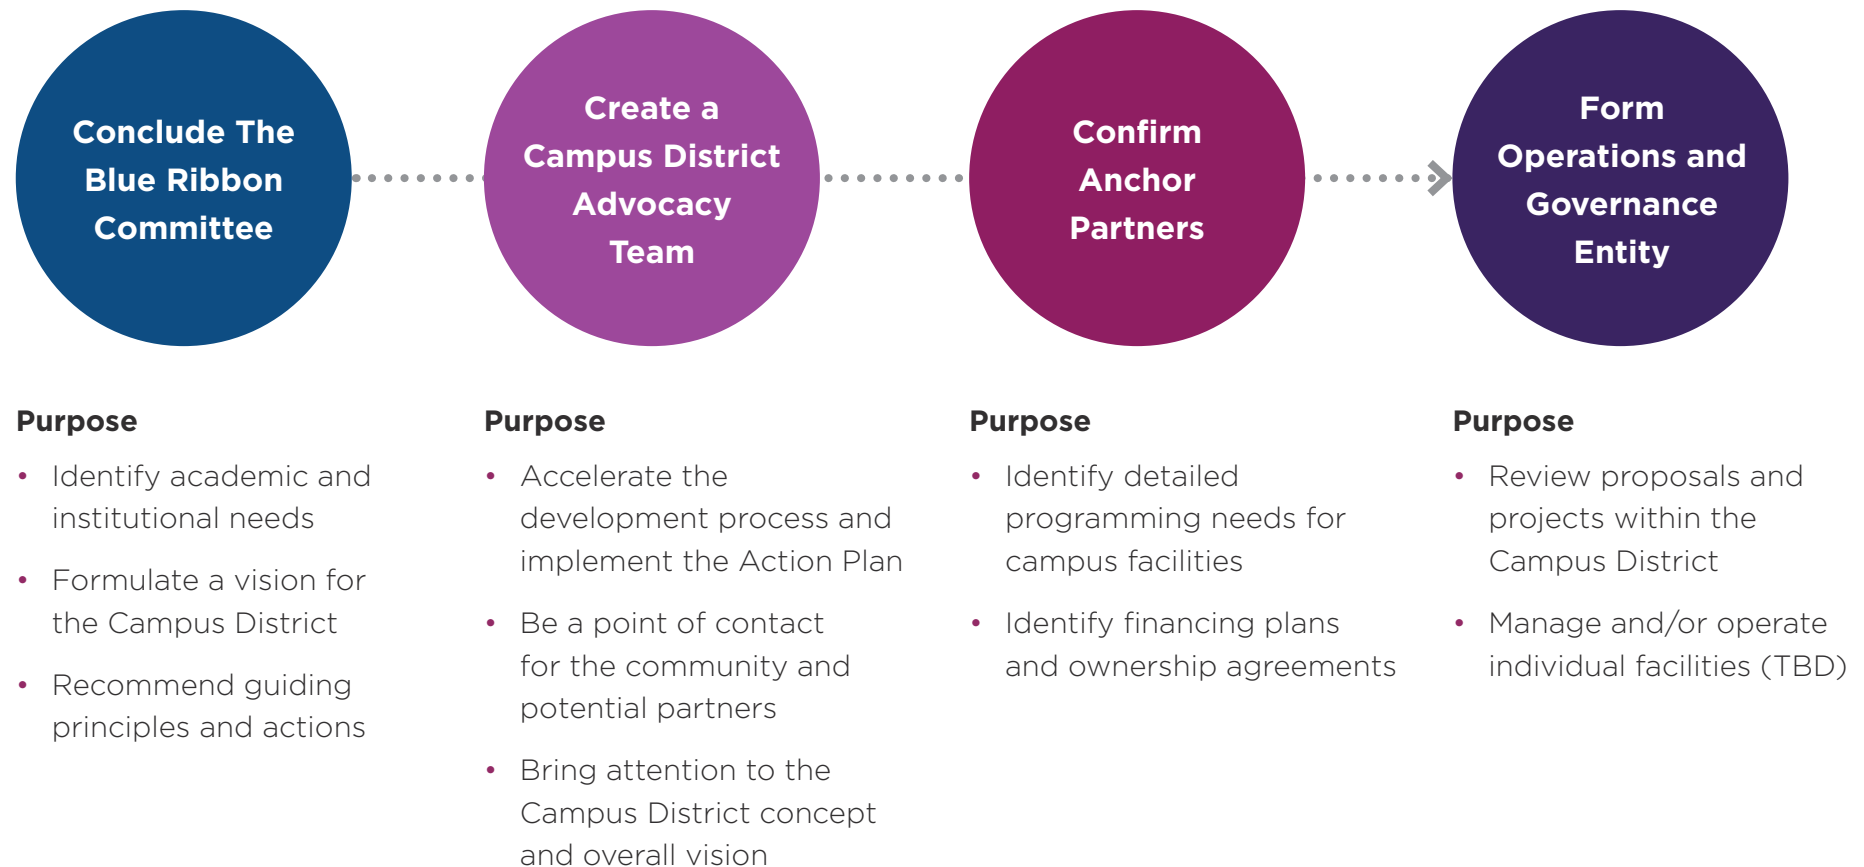 Conclude The
Blue Ribbon
Committee
Create a
Campus District
Advocacy
Team
Confirm
Anchor
Partners
Form
Operations and
Governance
Entity
Purpose
• Identify academic and
institutional needs
• Formulate a vision for
the Campus District
• Recommend guiding
principles and actions
Purpose
• Accelerate the
development process and
implement the Action Plan
• Be a point of contact
for the community and
potential partners
• Bring attention to the
Campus District concept
and overall vision
Purpose
• Identify detailed
programming needs for
campus facilities
• Identify financing plans
and ownership agreements
Purpose
• Review proposals and
projects within the
Campus District
• Manage and/or operate
individual facilities (TBD)